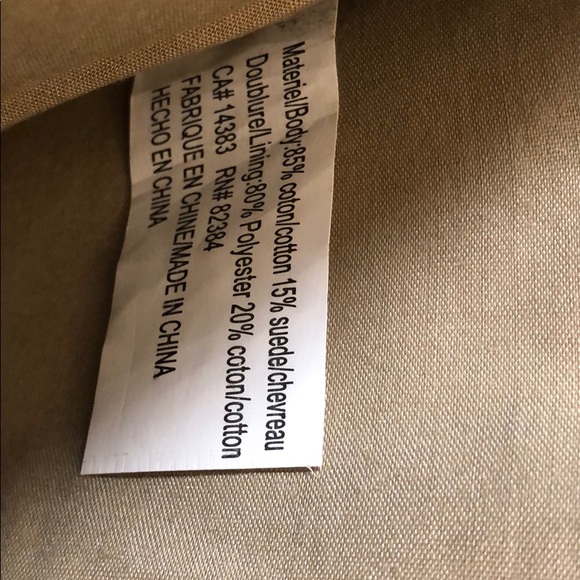 Materiel/Body:85% coton/cotton 15% suede/chevreau
Doublure/Lining:80% Polyester 20% coton/cotton
CA# 14383 RN# 82384
FABRIQUE EN CHINE/MADE IN CHINA
HECHO EN CHINA